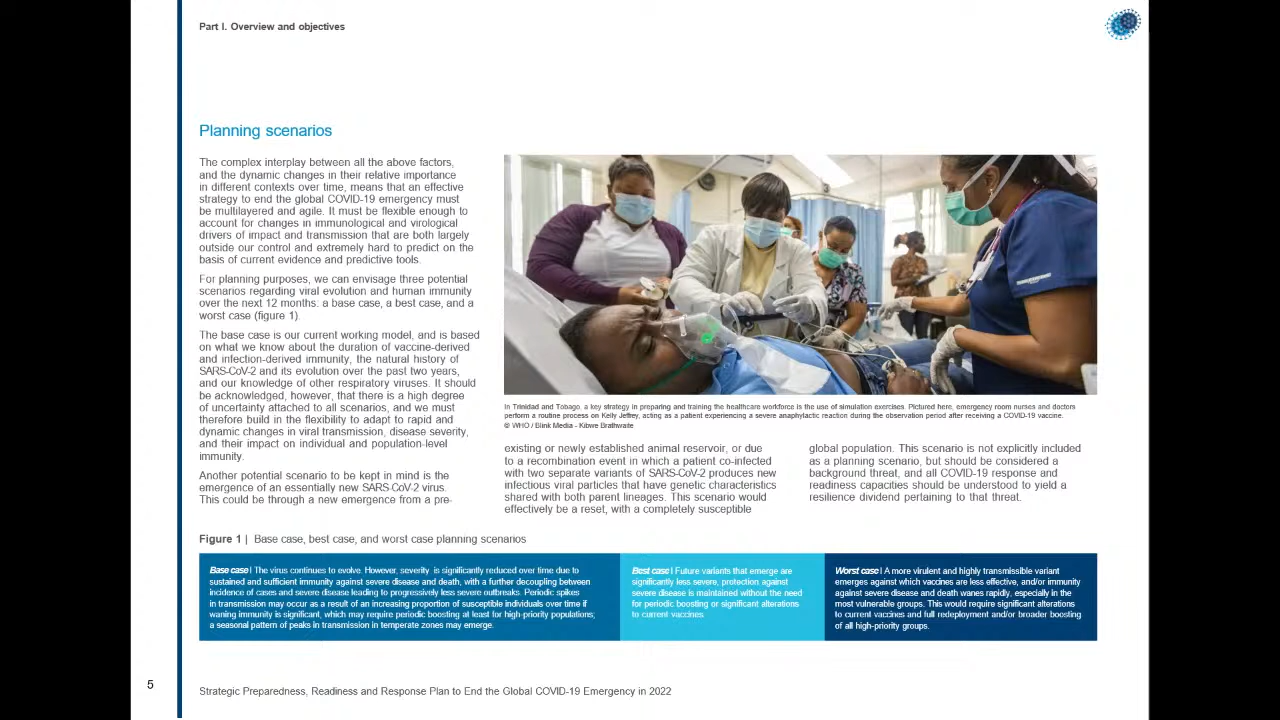 Part I. Overview and objectives
Planning scenarios
The complex interplay between all the above factors,
and the dynamic changes in their relative importance
in different contexts over time, means that an effective
strategy to end the global COVID-19 emergency must
be multilayered and agile. It must be flexible enough to
account for changes in immunological and virological
drivers of impact and transmission that are both largely
outside our control and extremely hard to predict on the
basis of current evidence and predictive tools.
For planning purposes, we can envisage three potential
scenarios regarding viral evolution and human immunity
over the next 12 months: a base case, a best case, and a
worst case (figure 1).
The base case is our current working model, and is based
on what we know about the duration of vaccine-derived
and infection-derived immunity, the natural history of
SARS-CoV-2 and its evolution over the past two years,
and our knowledge of other respiratory viruses. It should
be acknowledged, however, that there is a high degree
of uncertainty attached to all scenarios, and we must
therefore build in the flexibility to adapt to rapid and
dynamic changes in viral transmission, disease severity,
and their impact on individual and population-level
immunity.
Another potential scenario to be kept in mind is the
emergence of an essentially new SARS-CoV-2 virus.
This could be through a new emergence from a pre-
In Trinidad and Tobago, a key strategy in preparing and training the healthcare workforce is the use of simulation exercises. Pictured here, emergency room nurses and doctors
perform a routine process on Kelly Jeffrey, acting as a patient experiencing a severe anaphylactic reaction during the observation period after receiving a COVID-19 vaccine.
© WHO / Blink Media - Kibwe Brathwaite
existing or newly established animal reservoir, or due
to a recombination event in which a patient co-infected
with two separate variants of SARS-CoV-2 produces new
infectious viral particles that have genetic characteristics
shared with both parent lineages. This scenario would
effectively be a reset, with a completely susceptible
global population. This scenario is not explicitly included
as a planning scenario, but should be considered a
background threat, and all COVID-19 response and
readiness capacities should be understood to yield a
resilience dividend pertaining to that threat.
Figure 1 | Base case, best case, and worst case planning scenarios
Base case | The virus continues to evolve. However, severity is significantly reduced over time due to
sustained and sufficient immunity against severe disease and death, with a further decoupling between
incidence of cases and severe disease leading to progressively less severe outbreaks. Periodic spikes
in transmission may occur as a result of an increasing proportion of susceptible individuals over time if
waning immunity is significant, which may require periodic boosting at least for high-priority populations;
a seasonal pattern of peaks in transmission in temperate zones may emerge.
Best case | Future variants that emerge are
significantly less severe, protection against
severe disease is maintained without the need
for periodic boosting or significant alterations
to current vaccines
Worst case | A more virulent and highly transmissible variant
emerges against which vaccines are less effective, and/or immunity
against severe disease and death wanes rapidly, especially in the
most vulnerable groups. This would require significant alterations
to current vaccines and full redeployment and/or broader boosting
of all high-priority groups.
5
Strategic Preparedness, Readiness and Response Plan to End the Global COVID-19 Emergency in 2022